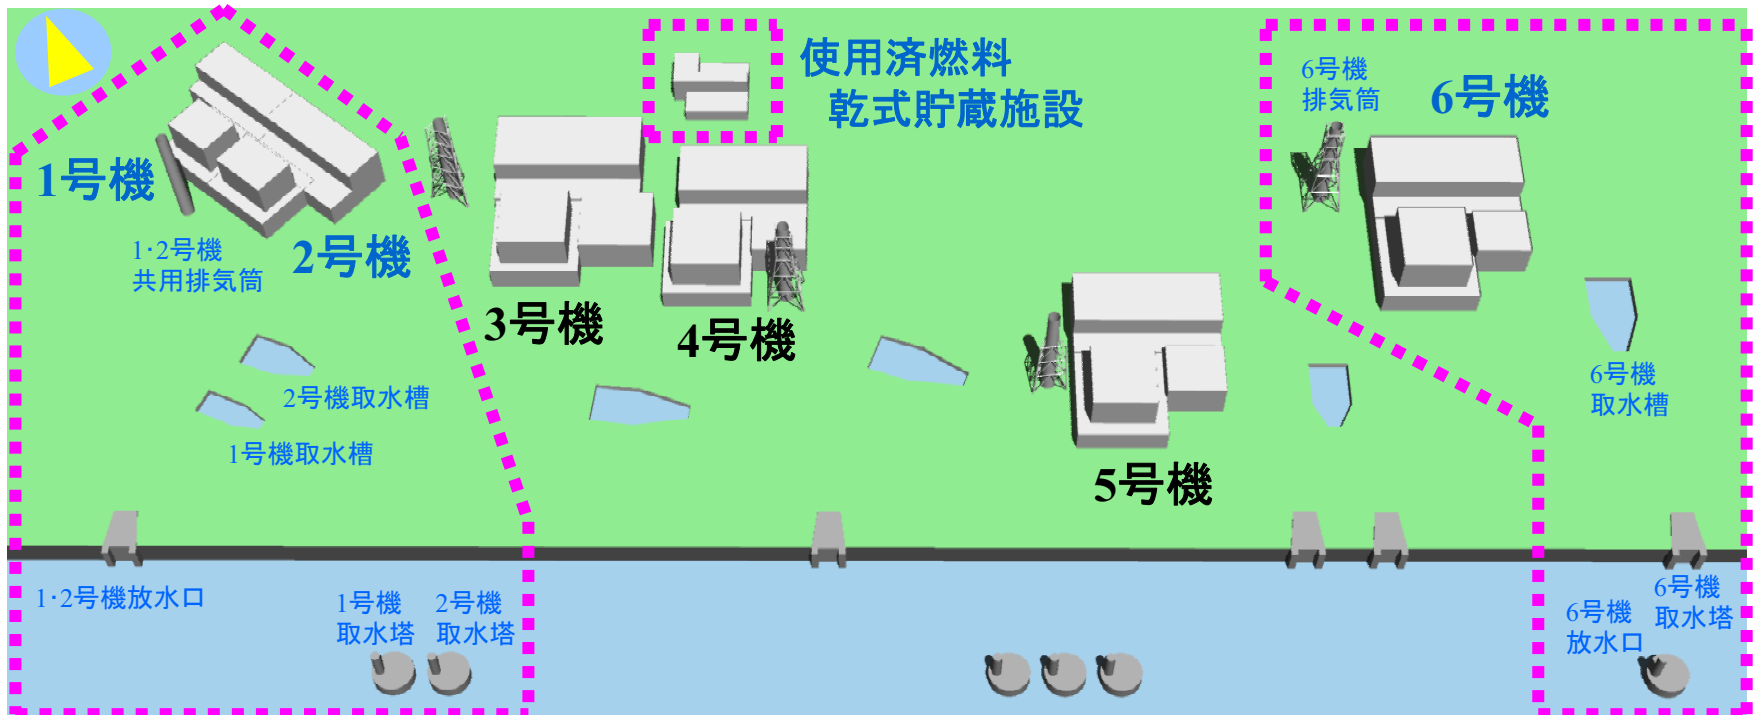 使用済燃料
乾式貯蔵施設
6号機
排気筒
6号機
1号機
2号機
1･2号機
共用排気筒
3号機
4号機
2号機取水槽
1号機取水槽
6号機
取水槽
5号機
1･2号機放水口
1号機
取水塔
2号機
取水塔
6号機
放水口
6号機
取水塔